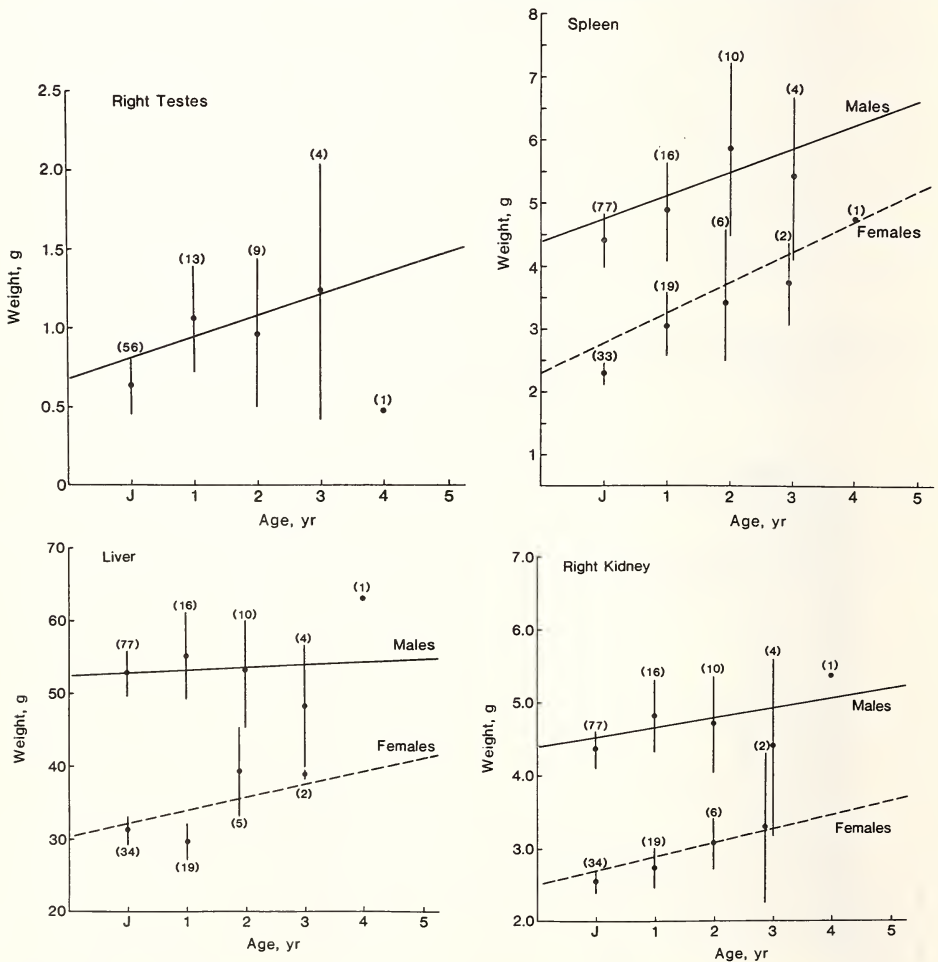 Right Testes
Weight, g
2.5
2.0
1.5
1.0
0.5
0
(56)
(13)
(9)
(4)
(1)
J 1 2 3 4 5
Age, yr
Spleen
Weight, g
8
7
6
5
4
3
2
1
(77)
(16)
(10)
(4)
Males
(33)
(19)
(6)
(2)
(1)
Females
J 1 2 3 4 5
Age, yr
Liver
Weight, g
70
60
50
40
30
20
(77)
(16)
(10)
(4)
(1)
Males
Females
(34)
(19)
(5)
(2)
J 1 2 3 4 5
Age, yr
Right Kidney
Weight, g
7.0
6.0
5.0
4.0
3.0
2.0
(77)
(16)
(10)
(4)
(1)
Males
(34)
(19)
(6)
(2)
Females
J 1 2 3 4 5
Age, yr